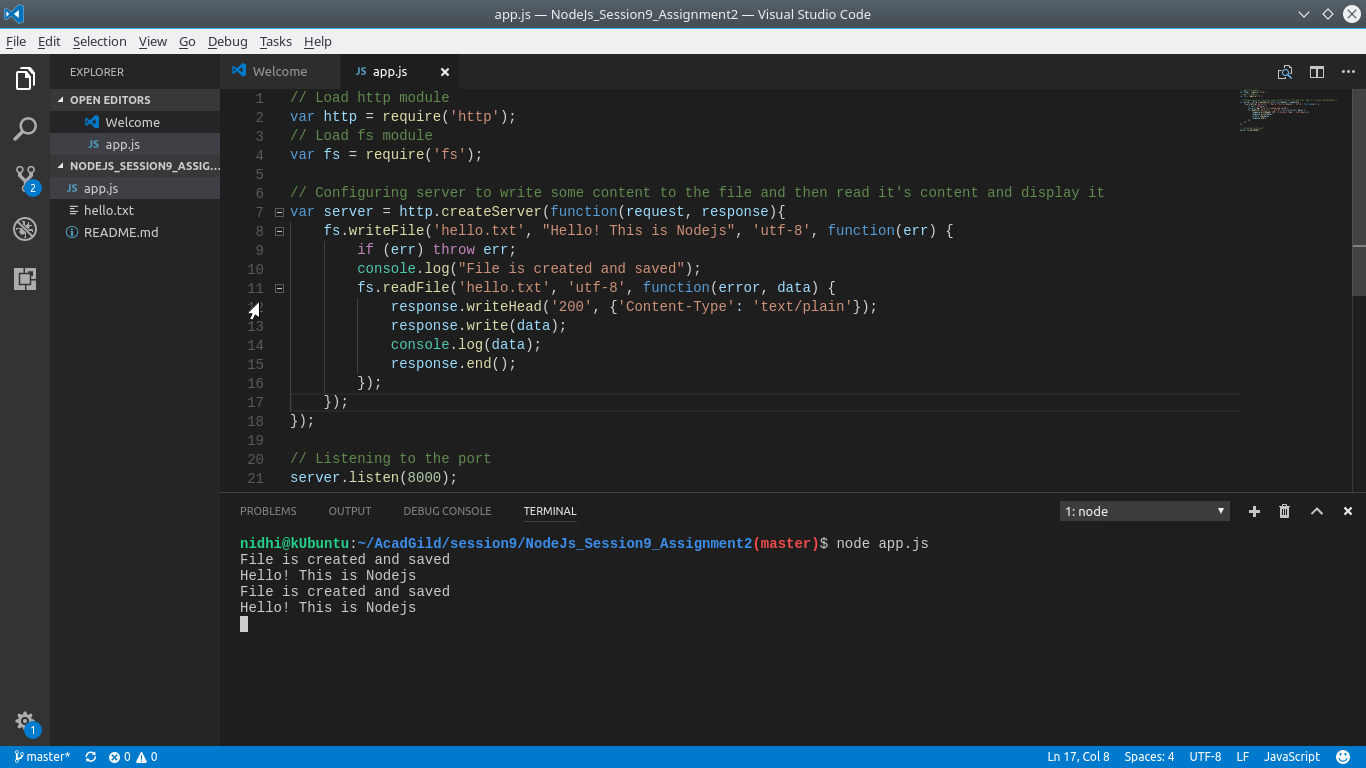 app.js — NodeJs_Session9_Assignment2 — Visual Studio Code
File Edit Selection View Go Debug Tasks Help
EXPLORER
OPEN EDITORS
Welcome
JS app.js
NODEJS_SESSION9_ASSIG...
JS app.js
hello.txt
README.md
2
1
Welcome
JS app.js
1 // Load http module
2 var http = require('http');
3 // Load fs module
4 var fs = require('fs');
5
6 // Configuring server to write some content to the file and then read it's content and display it
7 var server = http.createServer(function(request, response){
8 fs.writeFile('hello.txt', "Hello! This is Nodejs", 'utf-8', function(err) {
9 if (err) throw err;
10 console.log("File is created and saved");
11 fs.readFile('hello.txt', 'utf-8', function(error, data) {
response.writeHead('200', {'Content-Type': 'text/plain'});
13 response.write(data);
14 console.log(data);
15 response.end();
16 });
17 });
18 });
19
20 // Listening to the port
21 server.listen(8000);
PROBLEMS OUTPUT DEBUG CONSOLE TERMINAL 1: node
nidhi@kUbuntu:~/AcadGild/session9/NodeJs_Session9_Assignment2(master)$ node app.js
File is created and saved
Hello! This is Nodejs
File is created and saved
Hello! This is Nodejs
master* 0 0 Ln 17, Col 8 Spaces: 4 UTF-8 LF JavaScript